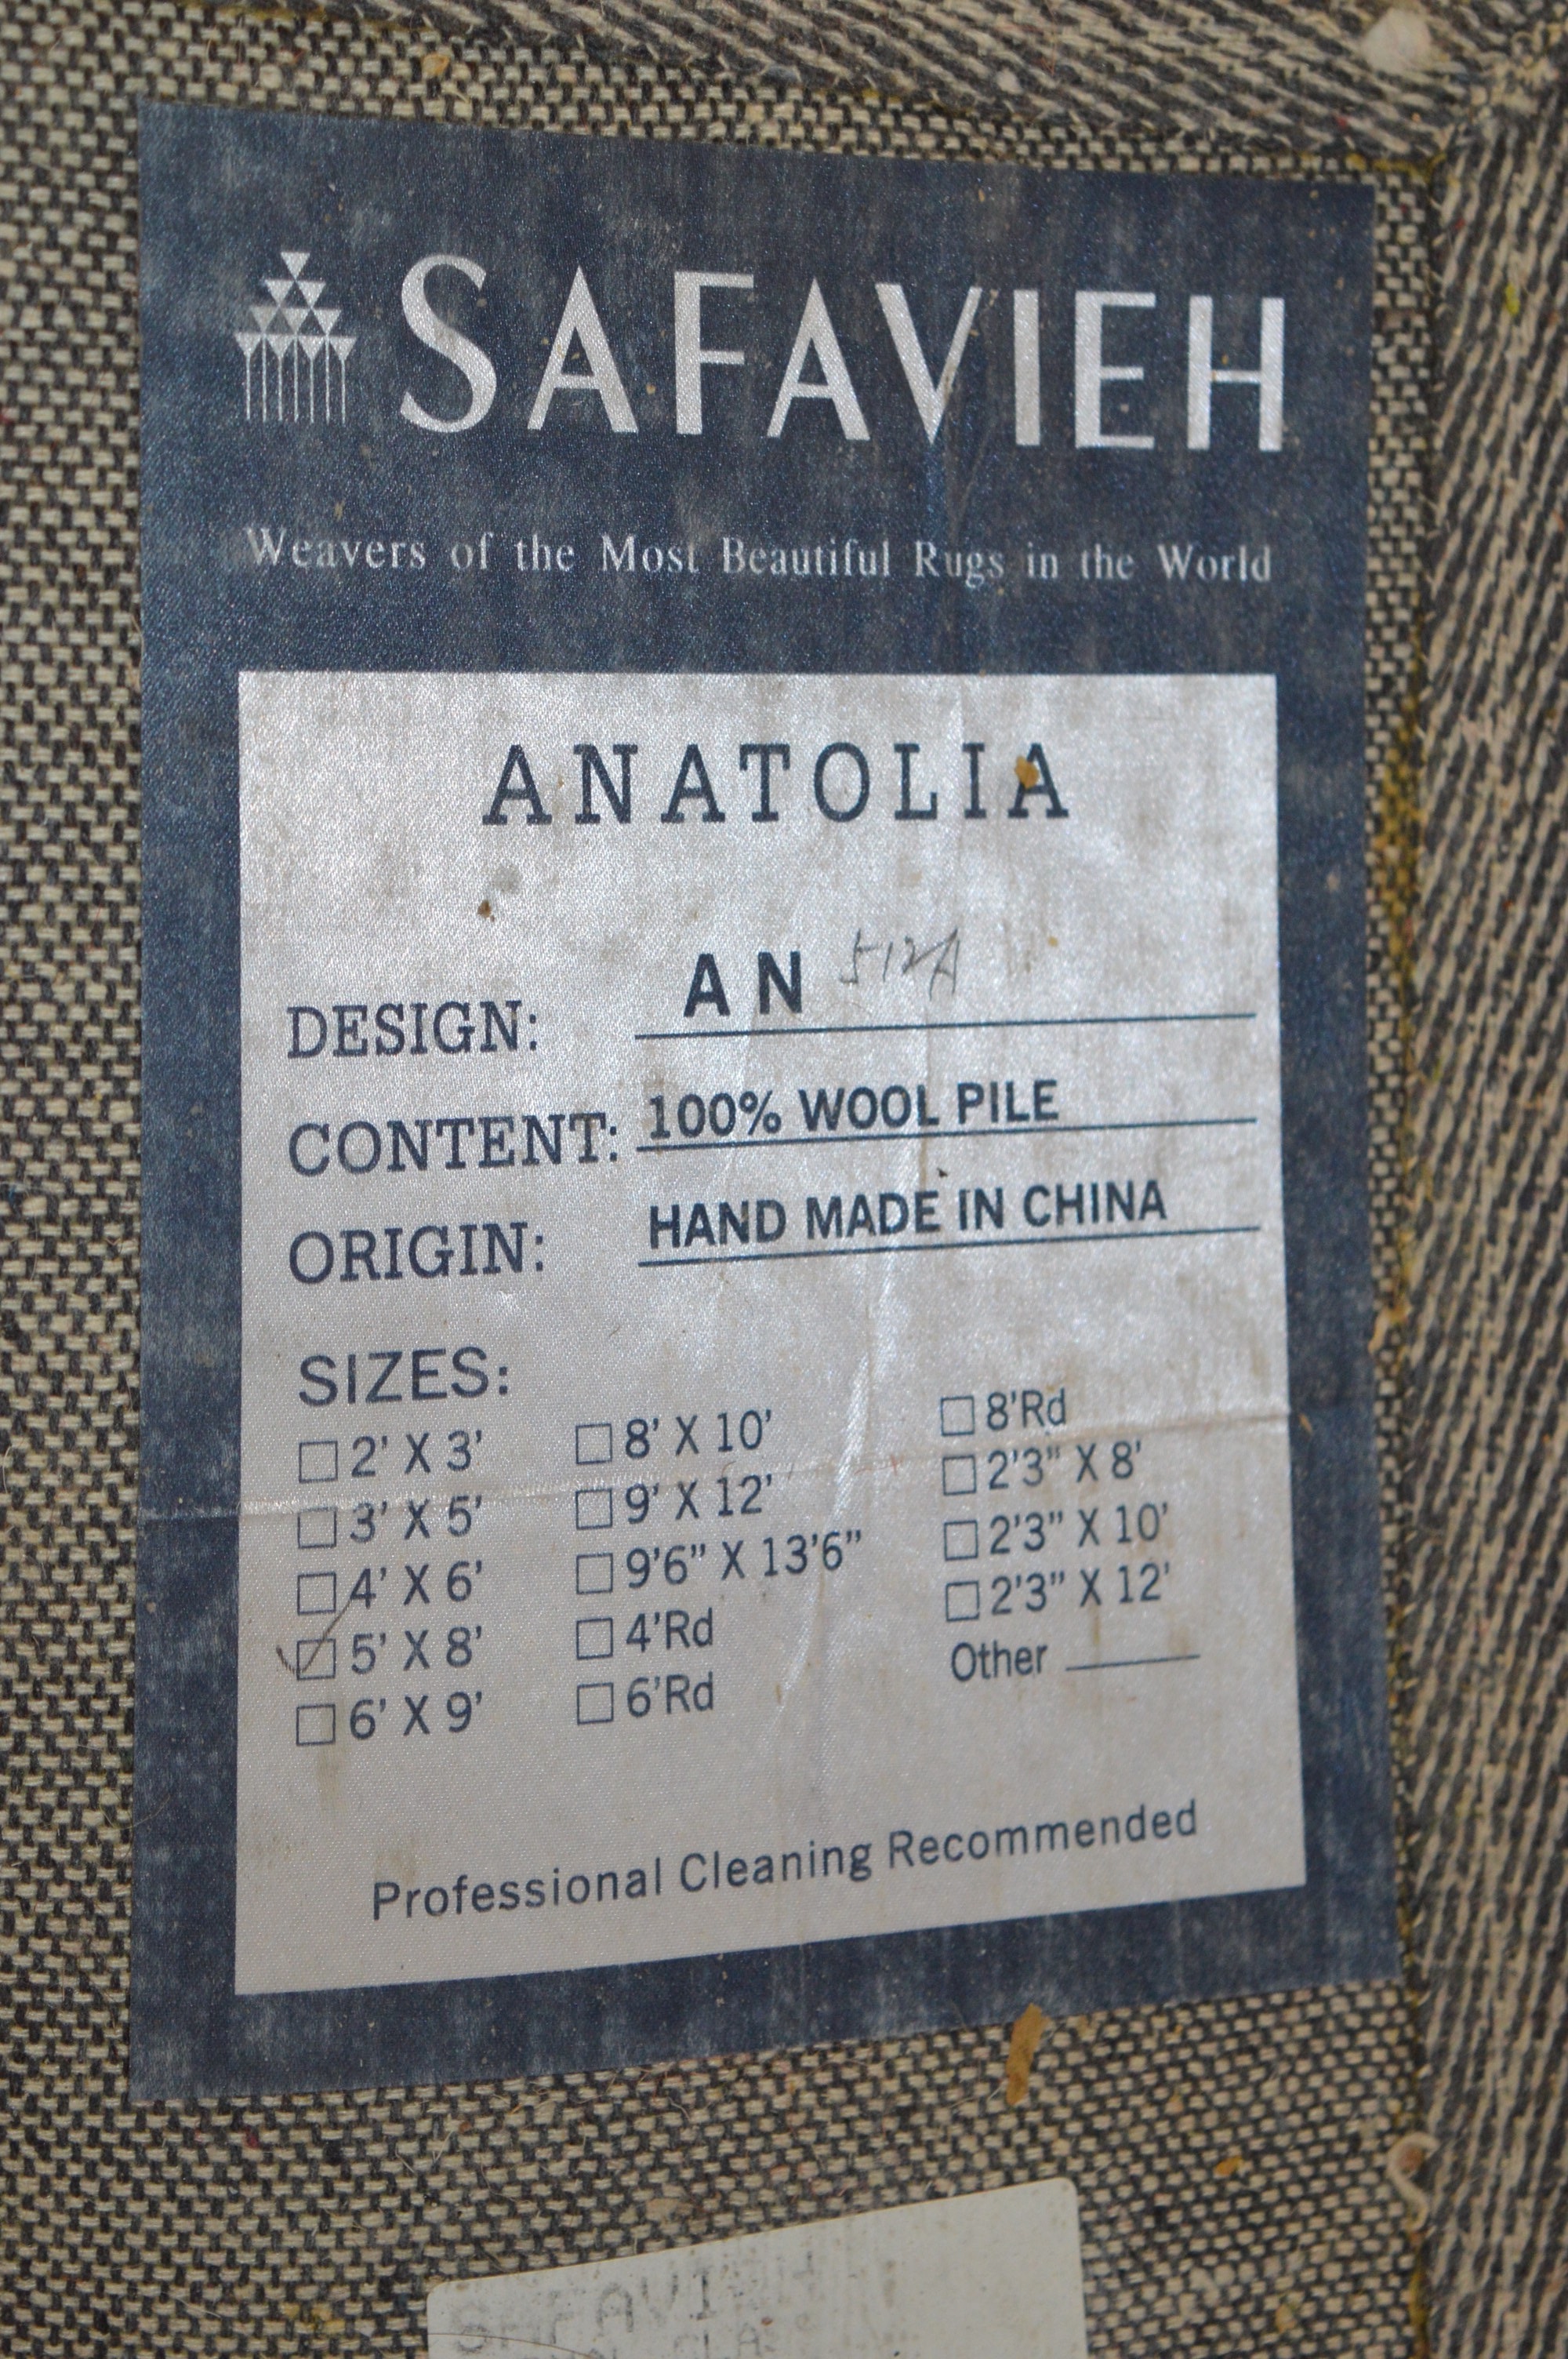 SAFAVIEH
Weavers of the Most Beautiful Rugs in the World
ANATOLIA
DESIGN: AN 512A
CONTENT: 100% WOOL PILE
ORIGIN: HAND MADE IN CHINA
SIZES:
☐ 2' X 3' ☐ 8' X 10' ☐ 8'Rd
☐ 3' X 5' ☐ 9' X 12' ☐ 2'3" X 8'
☐ 4' X 6' ☐ 9'6" X 13'6" ☐ 2'3" X 10'
☑ 5' X 8' ☐ 4'Rd ☐ 2'3" X 12'
☐ 6' X 9' ☐ 6'Rd Other ____
Professional Cleaning Recommended
SAFAVIEH